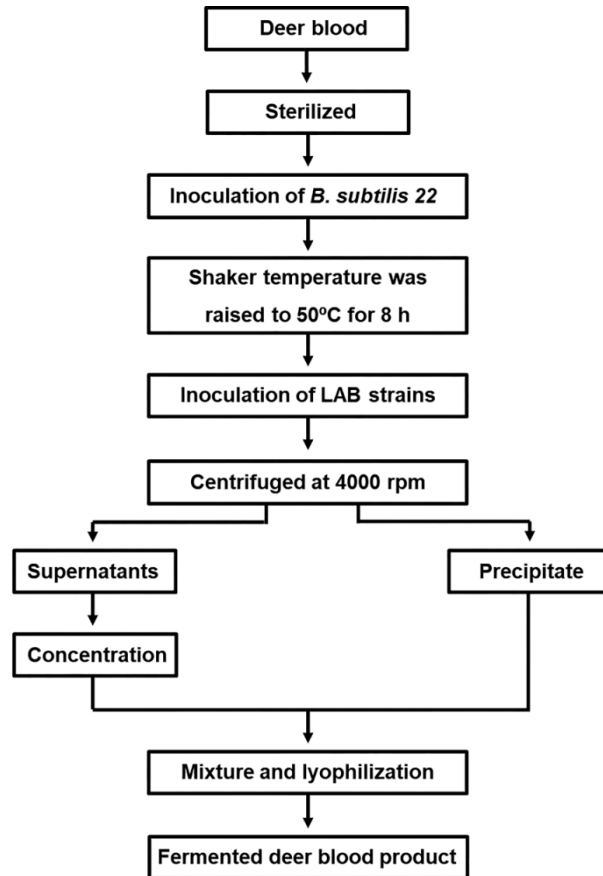 Deer blood
Sterilized
Inoculation of B. subtilis 22
Shaker temperature was
raised to 50ºC for 8 h
Inoculation of LAB strains
Centrifuged at 4000 rpm
Supernatants
Precipitate
Concentration
Mixture and lyophilization
Fermented deer blood product